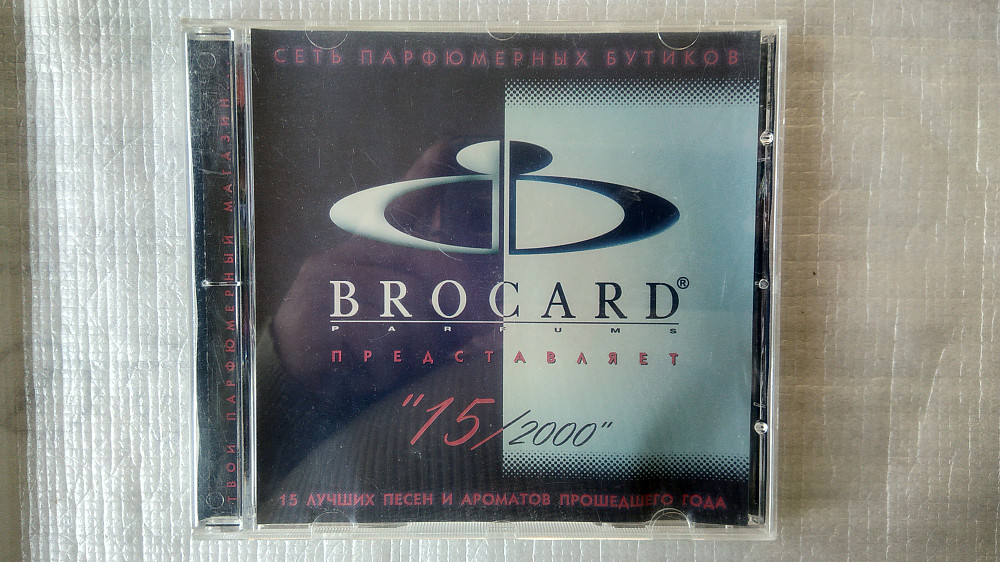 СЕТЬ ПАРФЮМЕРНЫХ БУТИКОВ
BROCARD®
PARFUMS
ПРЕДСТАВЛЯЕТ
"15/2000"
15 ЛУЧШИХ ПЕСЕН И АРОМАТОВ ПРОШЕДШЕГО ГОДА
ТВОЙ ПАРФЮМЕРНЫЙ МАГАЗИН